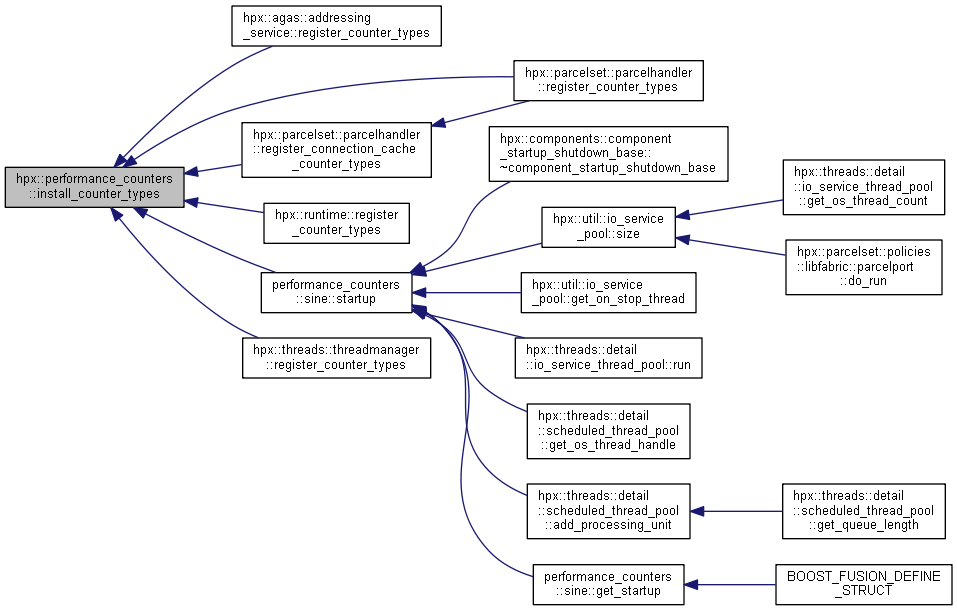 hpx::agas::addressing
_service::register_counter_types
hpx::parcelset::parcelhandler
::register_counter_types
hpx::parcelset::parcelhandler
::register_connection_cache
_counter_types
hpx::components::component
_startup_shutdown_base::
~component_startup_shutdown_base
hpx::performance_counters
::install_counter_types
hpx::threads::detail
::io_service_thread_pool
::get_os_thread_count
hpx::runtime::register
_counter_types
hpx::util::io_service
_pool::size
hpx::parcelset::policies
::libfabric::parcelport
::do_run
performance_counters
::sine::startup
hpx::util::io_service
_pool::get_on_stop_thread
hpx::threads::threadmanager
::register_counter_types
hpx::threads::detail
::io_service_thread_pool::run
hpx::threads::detail
::scheduled_thread_pool
::get_os_thread_handle
hpx::threads::detail
::scheduled_thread_pool
::add_processing_unit
hpx::threads::detail
::scheduled_thread_pool
::get_queue_length
performance_counters
::sine::get_startup
BOOST_FUSION_DEFINE
_STRUCT